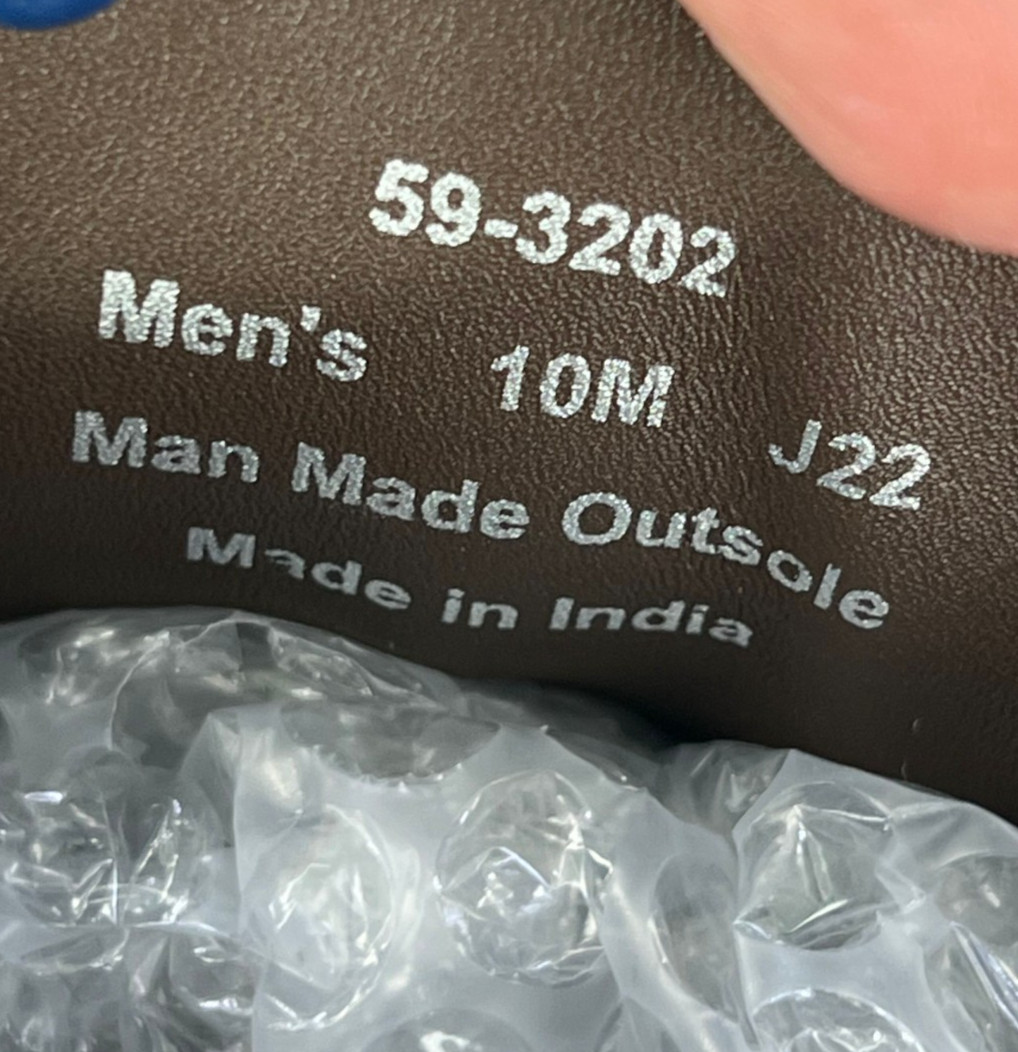 59-3202
Men's 10M J22
Man Made Outsole
Made in India